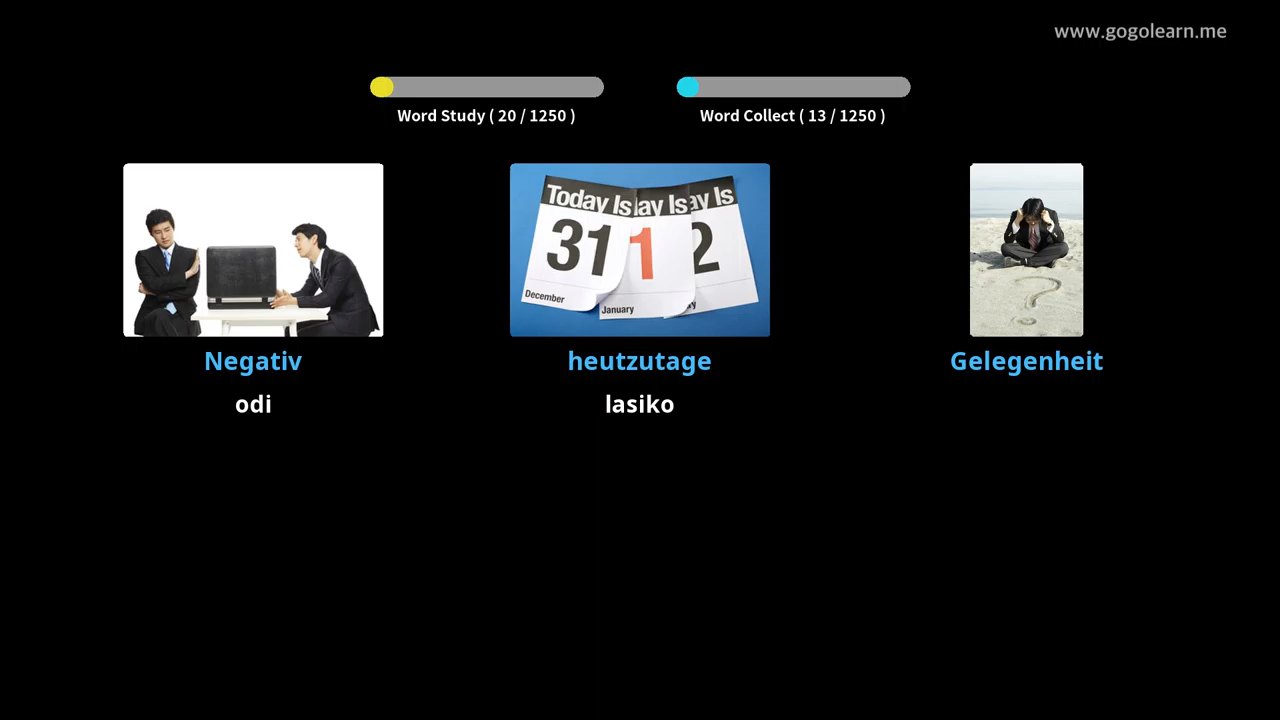 www.gogolearn.me
Word Study ( 20 / 1250 )
Word Collect ( 13 / 1250 )
Today Is
ay Is
ay Is
31
1
2
December
January
ry
Negativ
heutzutage
Gelegenheit
odi
lasiko